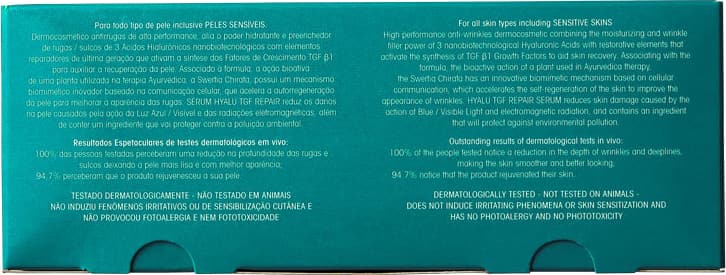 Para todo tipo de pele inclusive PELES SENSÍVEIS.
Dermocosmético antirrugas de alta performance, alia o poder hidratante e preenchedor
de rugas / sulcos de 3 Ácidos Hialurônicos nanobiotecnológicos com elementos
reparadores de última geração que ativam a síntese dos Fatores de Crescimento TGF β1
para auxiliar a recuperação da pele. Associado à fórmula, a ação bioativa
de uma planta utilizada na terapia Ayurvédica, a Swertia Chirata, possui um mecanismo
biomimético inovador baseado na comunicação celular, que acelera a autorregeneração
da pele para melhorar a aparência das rugas. SÉRUM HYALU TGF REPAIR reduz os danos
na pele causados pela ação da Luz Azul / Visível e das radiações eletromagnéticas, além
de conter um ingrediente que vai proteger contra a poluição ambiental.
Resultados Espetaculares de testes dermatológicos em vivo:
100% das pessoas testadas perceberam uma redução na profundidade das rugas e
sulcos deixando a pele mais lisa e com melhor aparência;
94,7% perceberam que o produto rejuvenesceu a sua pele.
TESTADO DERMATOLOGICAMENTE - NÃO TESTADO EM ANIMAIS
NÃO INDUZIU FENÔMENOS IRRITATIVOS OU DE SENSIBILIZAÇÃO CUTÂNEA E
NÃO PROVOCOU FOTOALERGIA E NEM FOTOTOXICIDADE
For all skin types including SENSITIVE SKINS
High performance anti-wrinkles dermocosmetic combining the moisturizing and wrinkle
filler power of 3 nanobiotechnological Hyaluronic Acids with restorative elements that
activate the synthesis of TGF β1 Growth Factors to aid skin recovery. Associating with the
formula, the bioactive action of a plant used in Ayurvedica therapy,
the Swertia Chirata has an innovative biomimetic mechanism based on cellular
communication, which accelerates the self-regeneration of the skin to improve the
appearance of wrinkles. HYALU TGF REPAIR SERUM reduces skin damage caused by the
action of Blue / Visible Light and electromagnetic radiation, and contains an ingredient
that will protect against environmental pollution.
Outstanding results of dermatological tests in vivo:
100% of the people tested notice a reduction in the depth of wrinkles and deeplines,
making the skin smoother and better looking;
94.7% notice that the product rejuvenated their skin.
DERMATOLOGICALLY TESTED - NOT TESTED ON ANIMALS -
DOES NOT INDUCE IRRITATING PHENOMENA OR SKIN SENSITIZATION AND
HAS NO PHOTOALERGY AND NO PHOTOTOXICITY